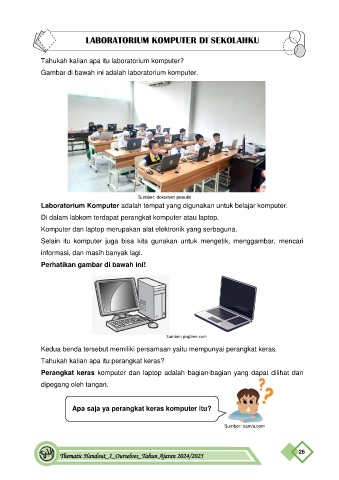 LABORATORIUM KOMPUTER DI SEKOLAHKU
Tahukah kalian apa itu laboratorium komputer?
Gambar di bawah ini adalah laboratorium komputer.
Sumber: dokumen penulis
Laboratorium Komputer adalah tempat yang digunakan untuk belajar komputer.
Di dalam labkom terdapat perangkat komputer atau laptop.
Komputer dan laptop merupakan alat elektronik yang serbaguna.
Selain itu komputer juga bisa kita gunakan untuk mengetik, menggambar, mencari
informasi, dan masih banyak lagi.
Perhatikan gambar di bawah ini!
Sumber: pngtree.com
Kedua benda tersebut memiliki persamaan yaitu mempunyai perangkat keras.
Tahukah kalian apa itu perangkat keras?
Perangkat keras komputer dan laptop adalah bagian-bagian yang dapat dilihat dan
dipegang oleh tangan.
Apa saja ya perangkat keras komputer itu?
Sumber: canva.com
Thematic Handout_1_Ourselves_Tahun Ajaran 2024/2025
26